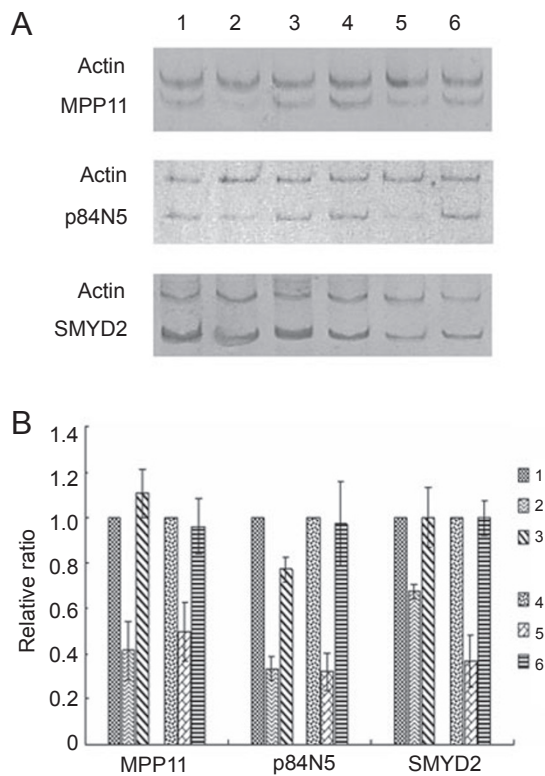 A
1 2 3 4 5 6
Actin
MPP11
Actin
p84N5
Actin
SMYD2
B
1.4
1.2
1.0
0.8
0.6
0.4
0.2
0
Relative ratio
MPP11 p84N5 SMYD2
1
2
3
4
5
6